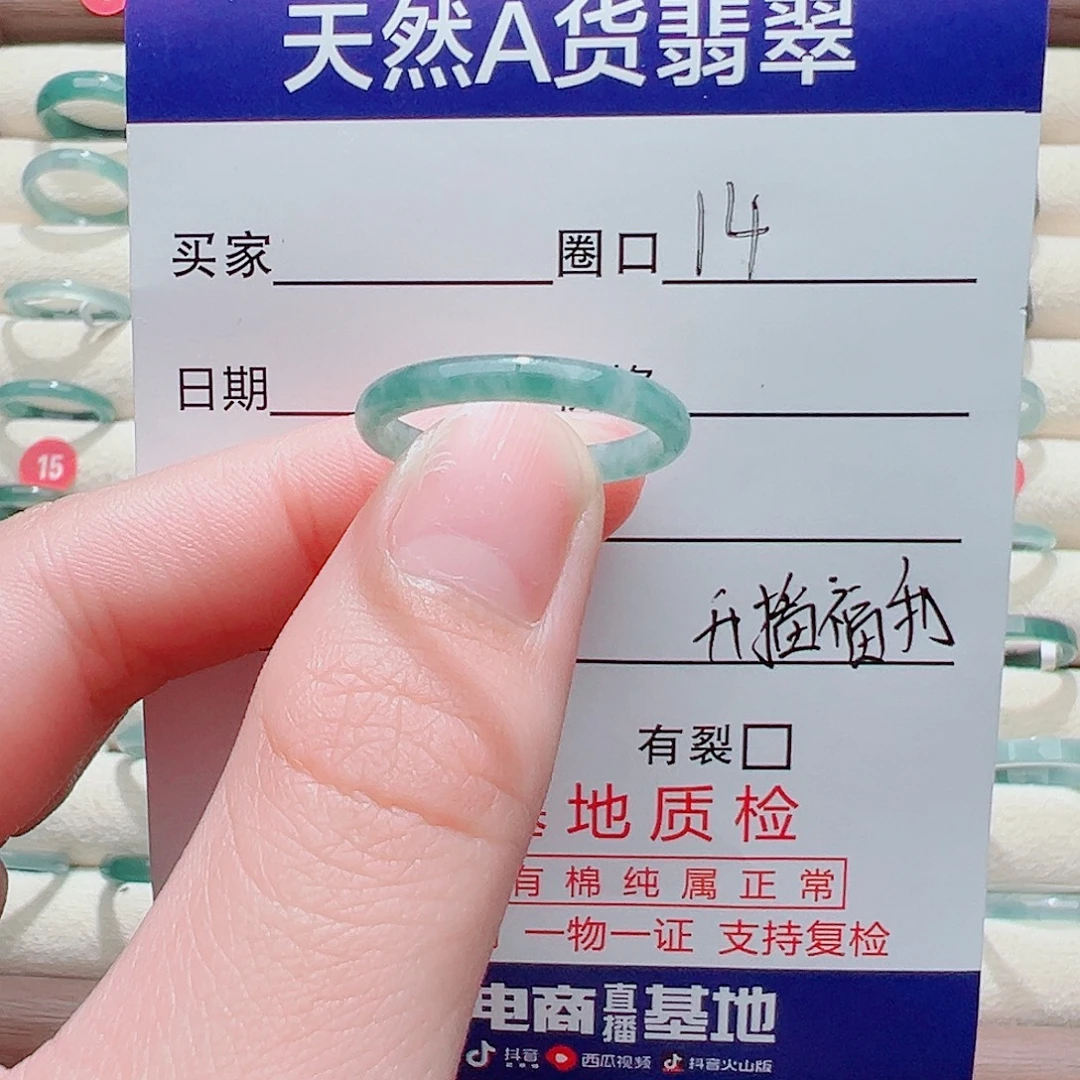 天然A货翡翠
买家 圈口 14
日期
开播福利
有裂
地质检
有棉纯属正常
一物一证 支持复检
电商直播基地
抖音 西瓜视频 抖音火山版
15